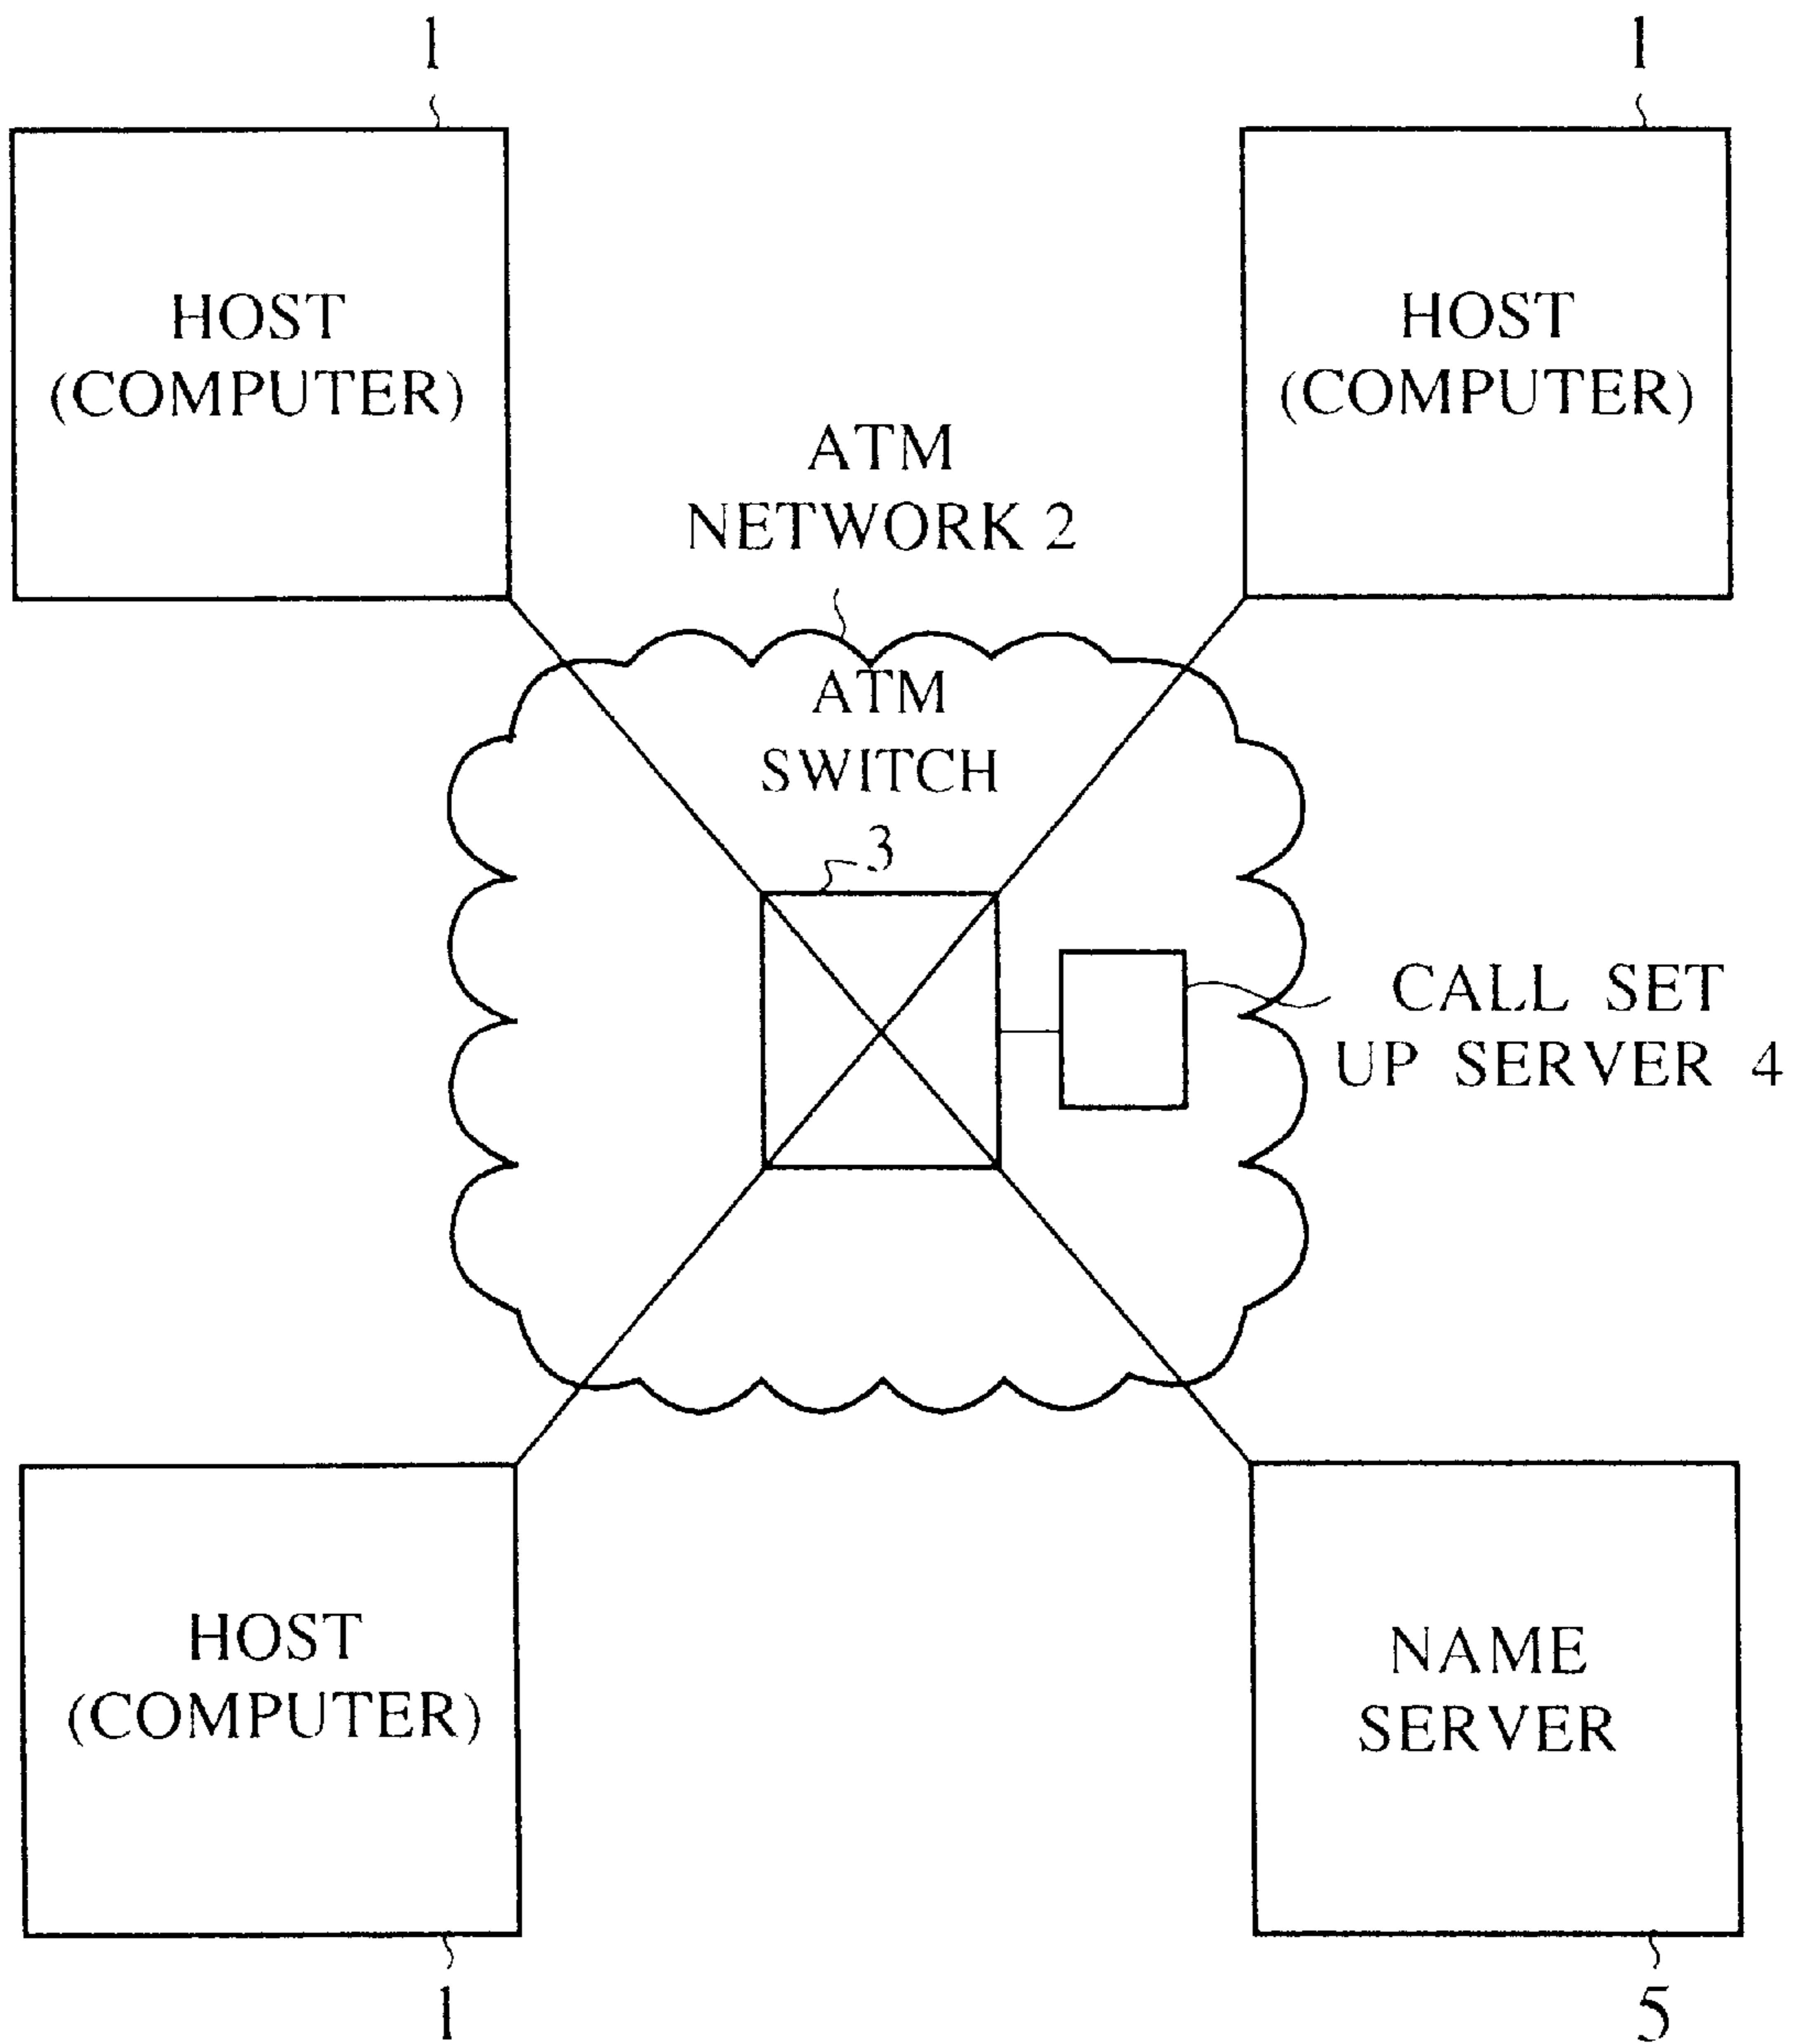 1
1
HOST
(COMPUTER)
HOST
(COMPUTER)
ATM
NETWORK 2
ATM
SWITCH
3
CALL SET
UP SERVER 4
HOST
(COMPUTER)
NAME
SERVER
1
5